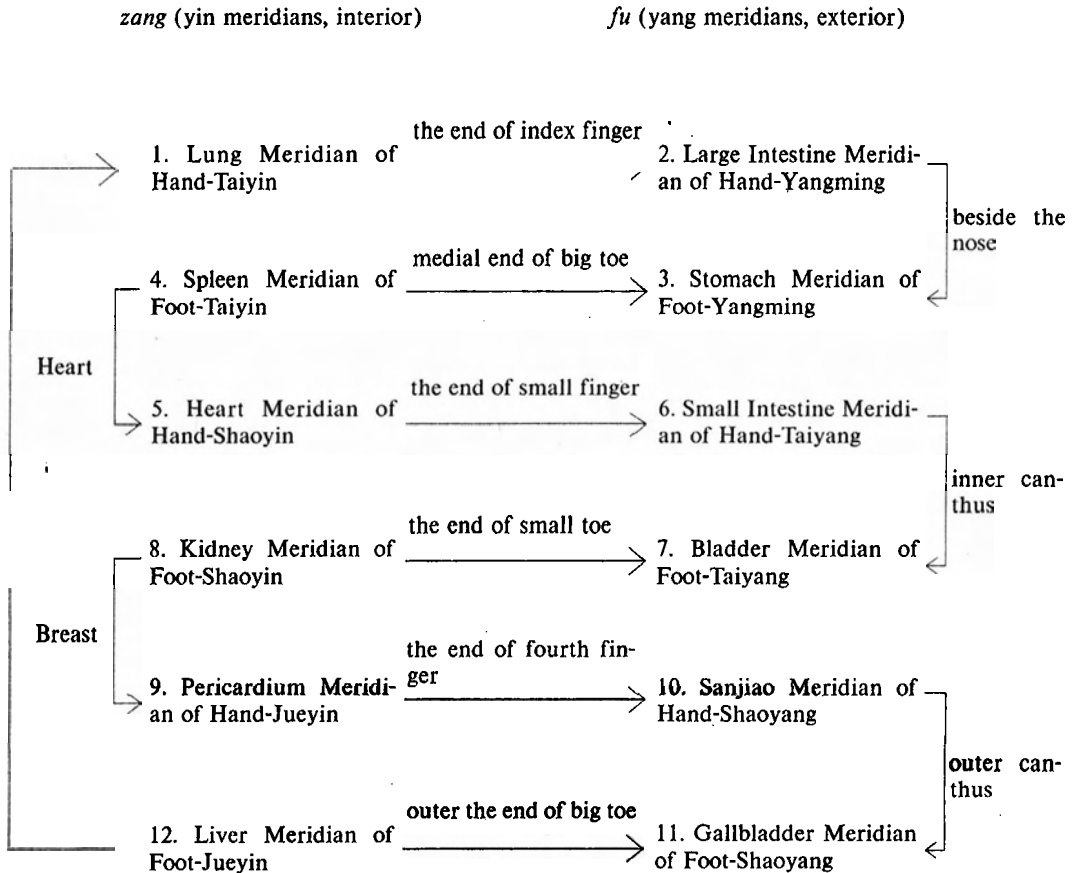 zang (yin meridians, interior)
fu (yang meridians, exterior)
the end of index finger
1. Lung Meridian of
Hand-Taiyin
2. Large Intestine Meridi-
an of Hand-Yangming
beside the
nose
medial end of big toe
4. Spleen Meridian of
Foot-Taiyin
3. Stomach Meridian of
Foot-Yangming
Heart
the end of small finger
5. Heart Meridian of
Hand-Shaoyin
6. Small Intestine Meridi-
an of Hand-Taiyang
inner can-
thus
the end of small toe
8. Kidney Meridian of
Foot-Shaoyin
7. Bladder Meridian of
Foot-Taiyang
Breast
the end of fourth fin-
ger
9. Pericardium Meridi-
an of Hand-Jueyin
10. Sanjiao Meridian of
Hand-Shaoyang
outer can-
thus
outer the end of big toe
12. Liver Meridian of
Foot-Jueyin
11. Gallbladder Meridian
of Foot-Shaoyang